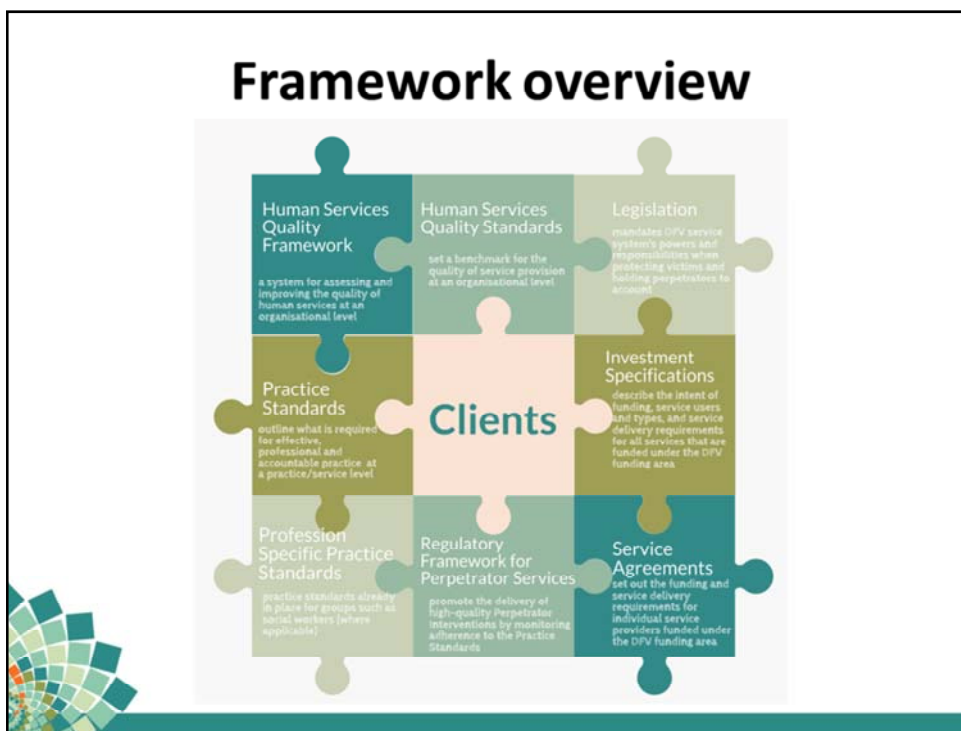 Framework overview
Human Services
Quality
Framework
a system for assessing and
improving the quality of
human services at an
organisational level
Human Services
Quality Standards
set a benchmark for the
quality of service provision
at an organisational level
Legislation
mandates DFV service
system's powers and
responsibilities when
protecting victims and
holding perpetrators to
account
Practice
Standards
outline what is required
for effective,
professional and
accountable practice at
a practice/service level
Clients
Investment
Specifications
describe the intent of
funding, service users
and types, and service
delivery requirements
for all services that are
funded under the DFV
funding area
Profession
Specific Practice
Standards
practice standards already
in place for groups such as
social workers (where
applicable)
Regulatory
Framework for
Perpetrator Services
promote the delivery of
high-quality Perpetrator
Interventions by monitoring
adherence to the Practice
Standards
Service
Agreements
set out the funding and
service delivery
requirements for
individual service
providers funded under
the DFV funding area